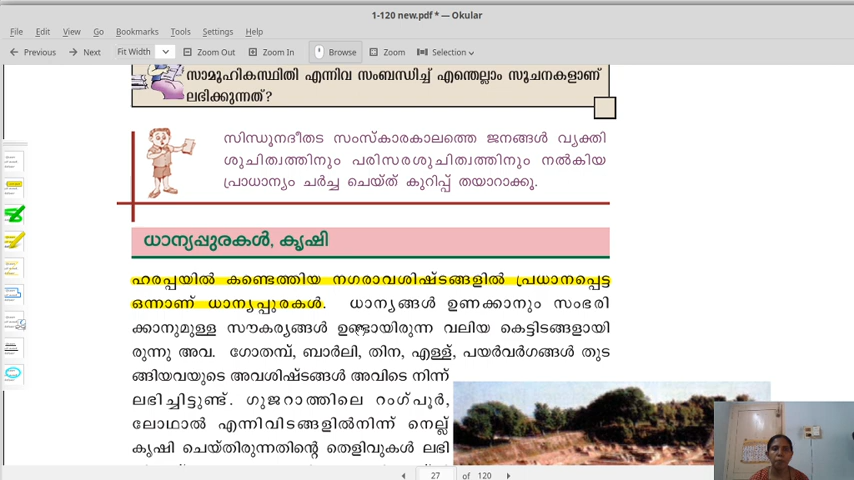 1-120 new.pdf * — Okular
File Edit View Go Bookmarks Tools Settings Help
Previous Next Fit Width Zoom Out Zoom In Browse Zoom Selection
സാമൂഹികസ്ഥിതി എന്നിവ സംബന്ധിച്ച് എന്തെല്ലാം സൂചനകളാണ്
ലഭിക്കുന്നത്?
സിന്ധൂനദീതട സംസ്കാരകാലത്തെ ജനങ്ങൾ വ്യക്തി
ശുചിത്വത്തിനും പരിസരശുചിത്വത്തിനും നൽകിയ
പ്രാധാന്യം ചർച്ച ചെയ്ത് കുറിപ്പ് തയാറാക്കൂ.
ധാന്യപ്പുരകൾ, കൃഷി
ഹരപ്പയിൽ കണ്ടെത്തിയ നഗരാവശിഷ്ടങ്ങളിൽ പ്രധാനപ്പെട്ട
ഒന്നാണ് ധാന്യപ്പുരകൾ. ധാന്യങ്ങൾ ഉണക്കാനും സംഭരി
ക്കാനുമുള്ള സൗകര്യങ്ങൾ ഉണ്ടായിരുന്ന വലിയ കെട്ടിടങ്ങളായി
രുന്നു അവ. ഗോതമ്പ്, ബാർലി, തിന, എള്ള്, പയർവർഗങ്ങൾ തുട
ങ്ങിയവയുടെ അവശിഷ്ടങ്ങൾ അവിടെ നിന്ന്
ലഭിച്ചിട്ടുണ്ട്. ഗുജറാത്തിലെ റംഗ്പൂർ,
ലോഥാൽ എന്നിവിടങ്ങളിൽനിന്ന് നെല്ല്
കൃഷി ചെയ്തിരുന്നതിന്റെ തെളിവുകൾ ലഭി
27 of 120